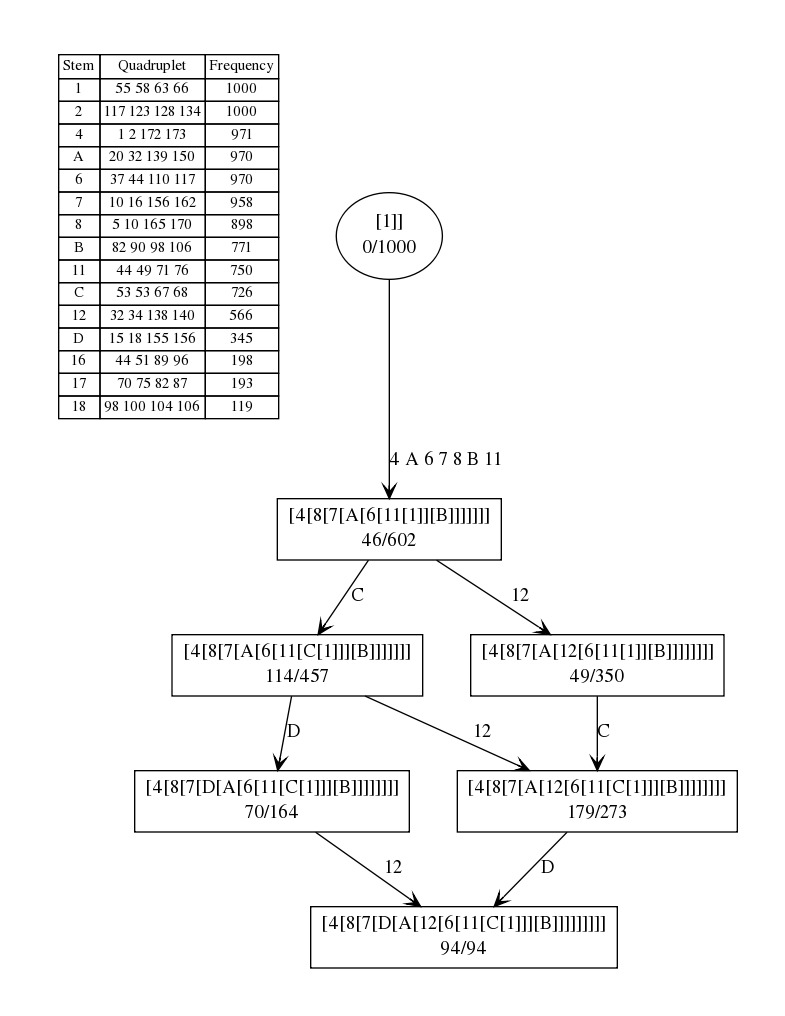 Stem Quadruplet Frequency
1 55 58 63 66 1000
2 117 123 128 134 1000
4 1 2 172 173 971
A 20 32 139 150 970
6 37 44 110 117 970
7 10 16 156 162 958
8 5 10 165 170 898
B 82 90 98 106 771
11 44 49 71 76 750
C 53 53 67 68 726
12 32 34 138 140 566
D 15 18 155 156 345
16 44 51 89 96 198
17 70 75 82 87 193
18 98 100 104 106 119
[1]]
0/1000
4 A 6 7 8 B 11
[4[8[7[A[6[11[1]][B]]]]]]]
46/602
C
12
[4[8[7[A[6[11[C[1]]][B]]]]]]]
114/457
[4[8[7[A[12[6[11[1]][B]]]]]]]]
49/350
D
12
C
[4[8[7[D[A[6[11[C[1]]][B]]]]]]]]
70/164
[4[8[7[A[12[6[11[C[1]]][B]]]]]]]]
179/273
12
D
[4[8[7[D[A[12[6[11[C[1]]][B]]]]]]]]]
94/94